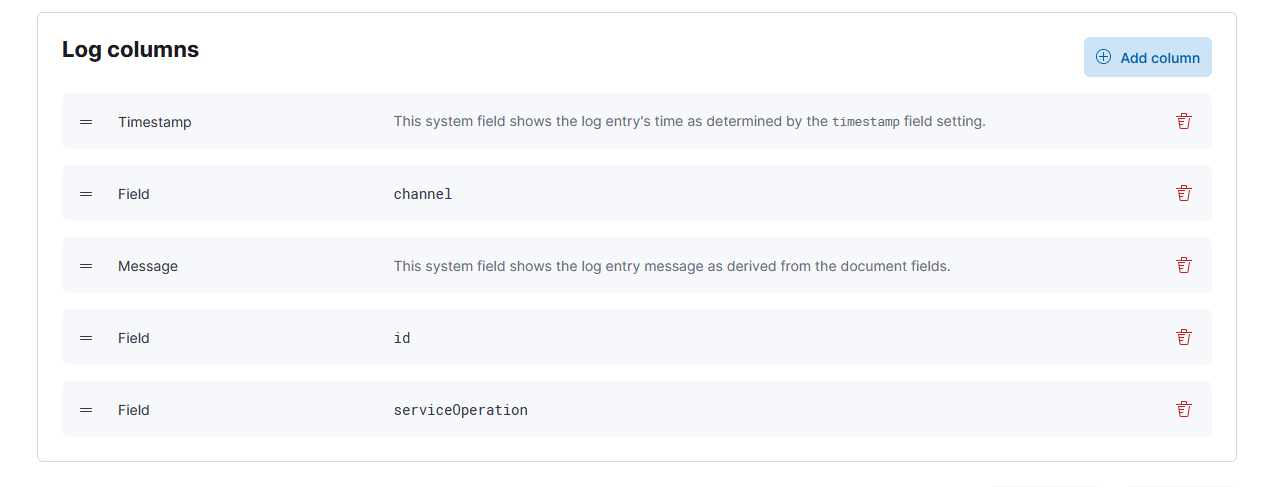 Log columns
Add column
Timestamp
This system field shows the log entry's time as determined by the timestamp field setting.
Field
channel
Message
This system field shows the log entry message as derived from the document fields.
Field
id
Field
serviceOperation